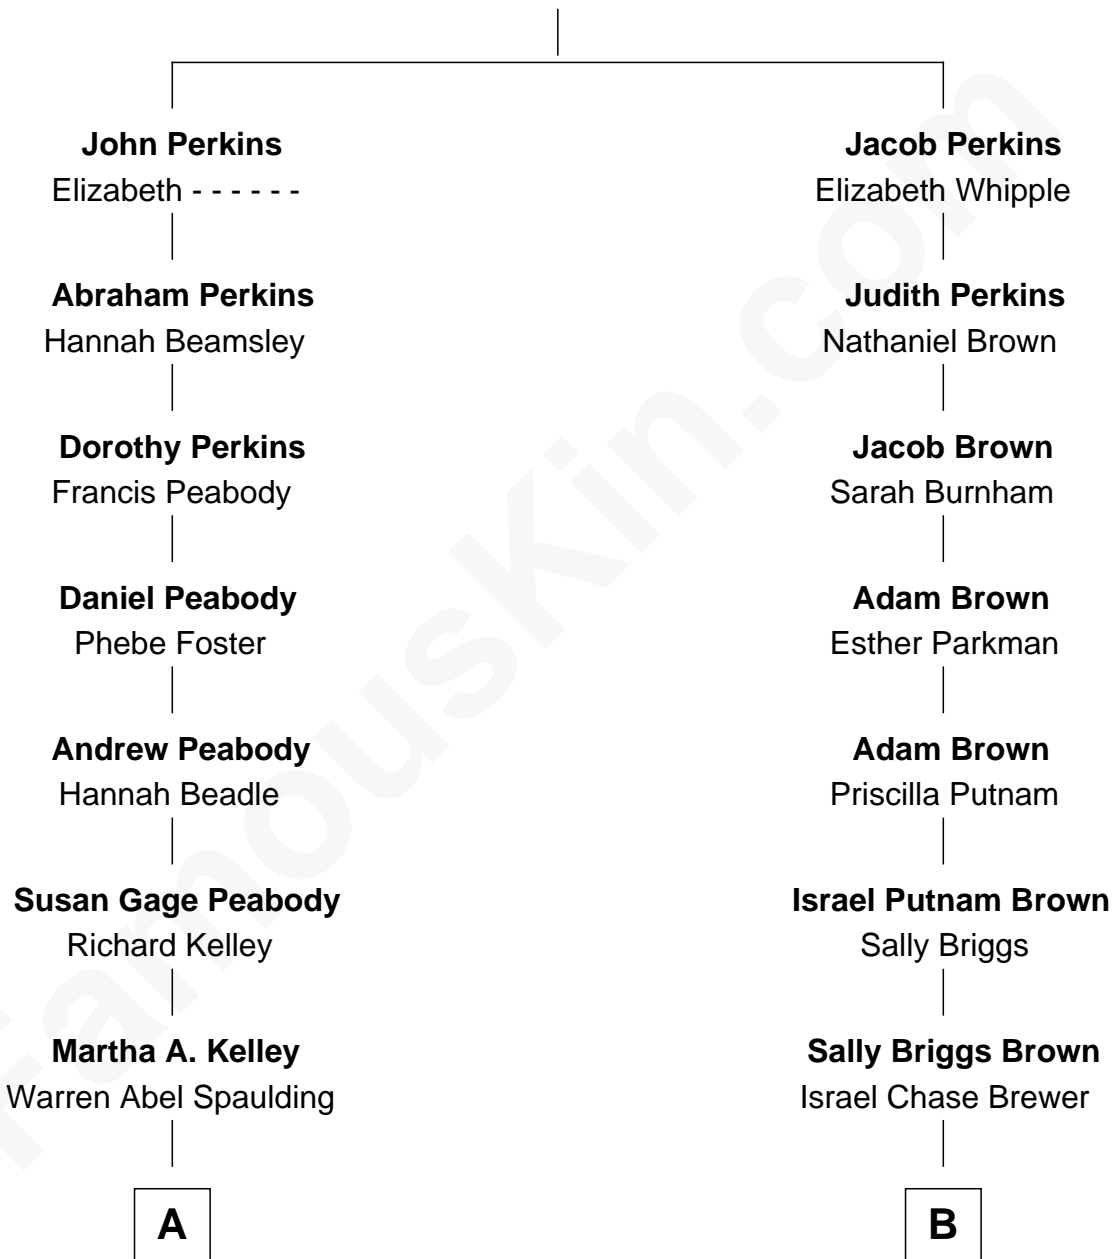 John Perkins
Elizabeth - - - - - -
Jacob Perkins
Elizabeth Whipple
Abraham Perkins
Hannah Beamsley
Judith Perkins
Nathaniel Brown
Dorothy Perkins
Francis Peabody
Jacob Brown
Sarah Burnham
Daniel Peabody
Phebe Foster
Adam Brown
Esther Parkman
Andrew Peabody
Hannah Beadle
Adam Brown
Priscilla Putnam
Susan Gage Peabody
Richard Kelley
Israel Putnam Brown
Sally Briggs
Martha A. Kelley
Warren Abel Spaulding
Sally Briggs Brown
Israel Chase Brewer
A
B
FamousKin.com